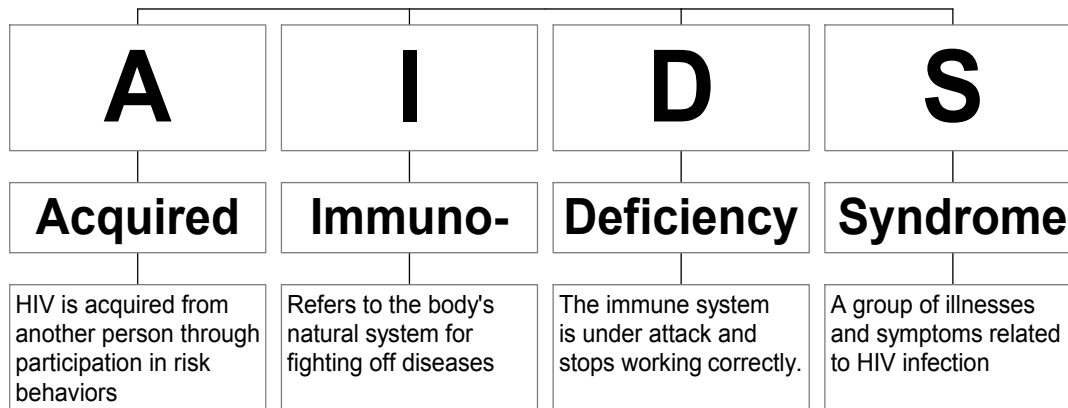 A I D S
Acquired Immuno- Deficiency Syndrome
HIV is acquired from
another person through
participation in risk
behaviors
Refers to the body's
natural system for
fighting off diseases
The immune system
is under attack and
stops working correctly.
A group of illnesses
and symptoms related
to HIV infection